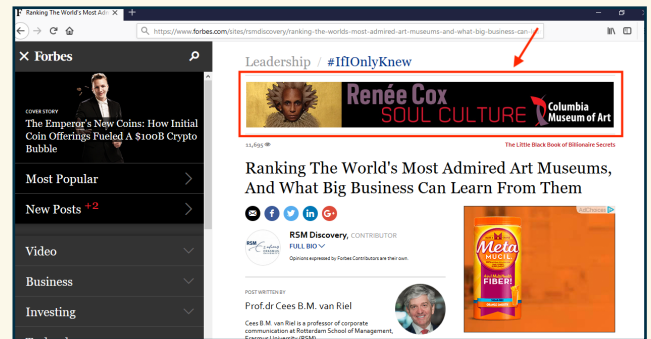 F Ranking The World's Most Adm
https://www.forbes.com/sites/rsmdiscovery/ranking-the-worlds-most-admired-art-museums-and-what-big-business-can-
Forbes
COVER STORY
The Emperor's New Coins: How Initial
Coin Offerings Fueled A $100B Crypto
Bubble
Most Popular
New Posts +2
Video
Business
Investing
Leadership / #IfIOnlyKnew
Renée Cox
SOUL CULTURE
Columbia
Museum of Art
11,695
The Little Black Book of Billionaire Secrets
Ranking The World's Most Admired Art Museums,
And What Big Business Can Learn From Them
RSM
RSM Discovery, CONTRIBUTOR
FULL BIO
Opinions expressed by Forbes Contributors are their own.
POST WRITTEN BY
Prof.dr Cees B.M. van Riel
Cees B.M. van Riel is a professor of corporate
communication at Rotterdam School of Management,
Erasmus University (RSM)
AdChoices
Meta
MUCIL
FIBER!